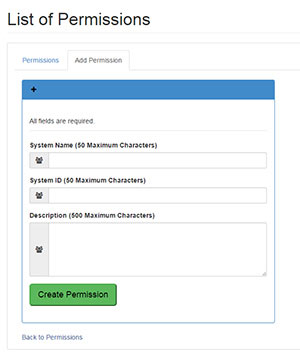 List of Permissions
Permissions
Add Permission
All fields are required.
System Name (50 Maximum Characters)
System ID (50 Maximum Characters)
Description (500 Maximum Characters)
Create Permission
Back to Permissions